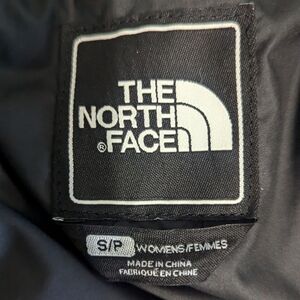 THE
NORTH
®FACE
S/P WOMENS/FEMMES
MADE IN CHINA
FABRIQUÉ EN CHINE